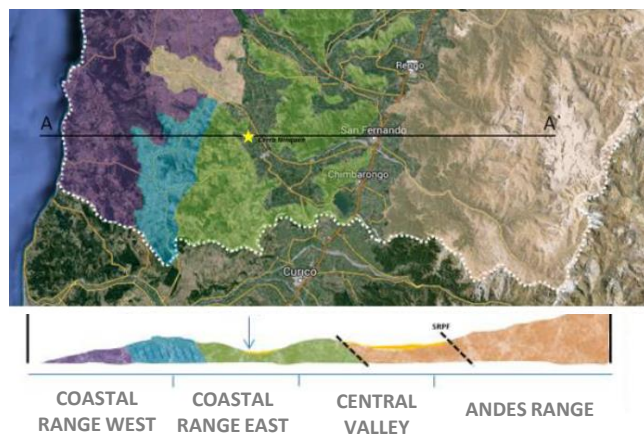 Rengo
A
A
San Fernando
Chimbarongo
Curicó
SRPF
COASTAL
RANGE WEST
COASTAL
RANGE EAST
CENTRAL
VALLEY
ANDES RANGE